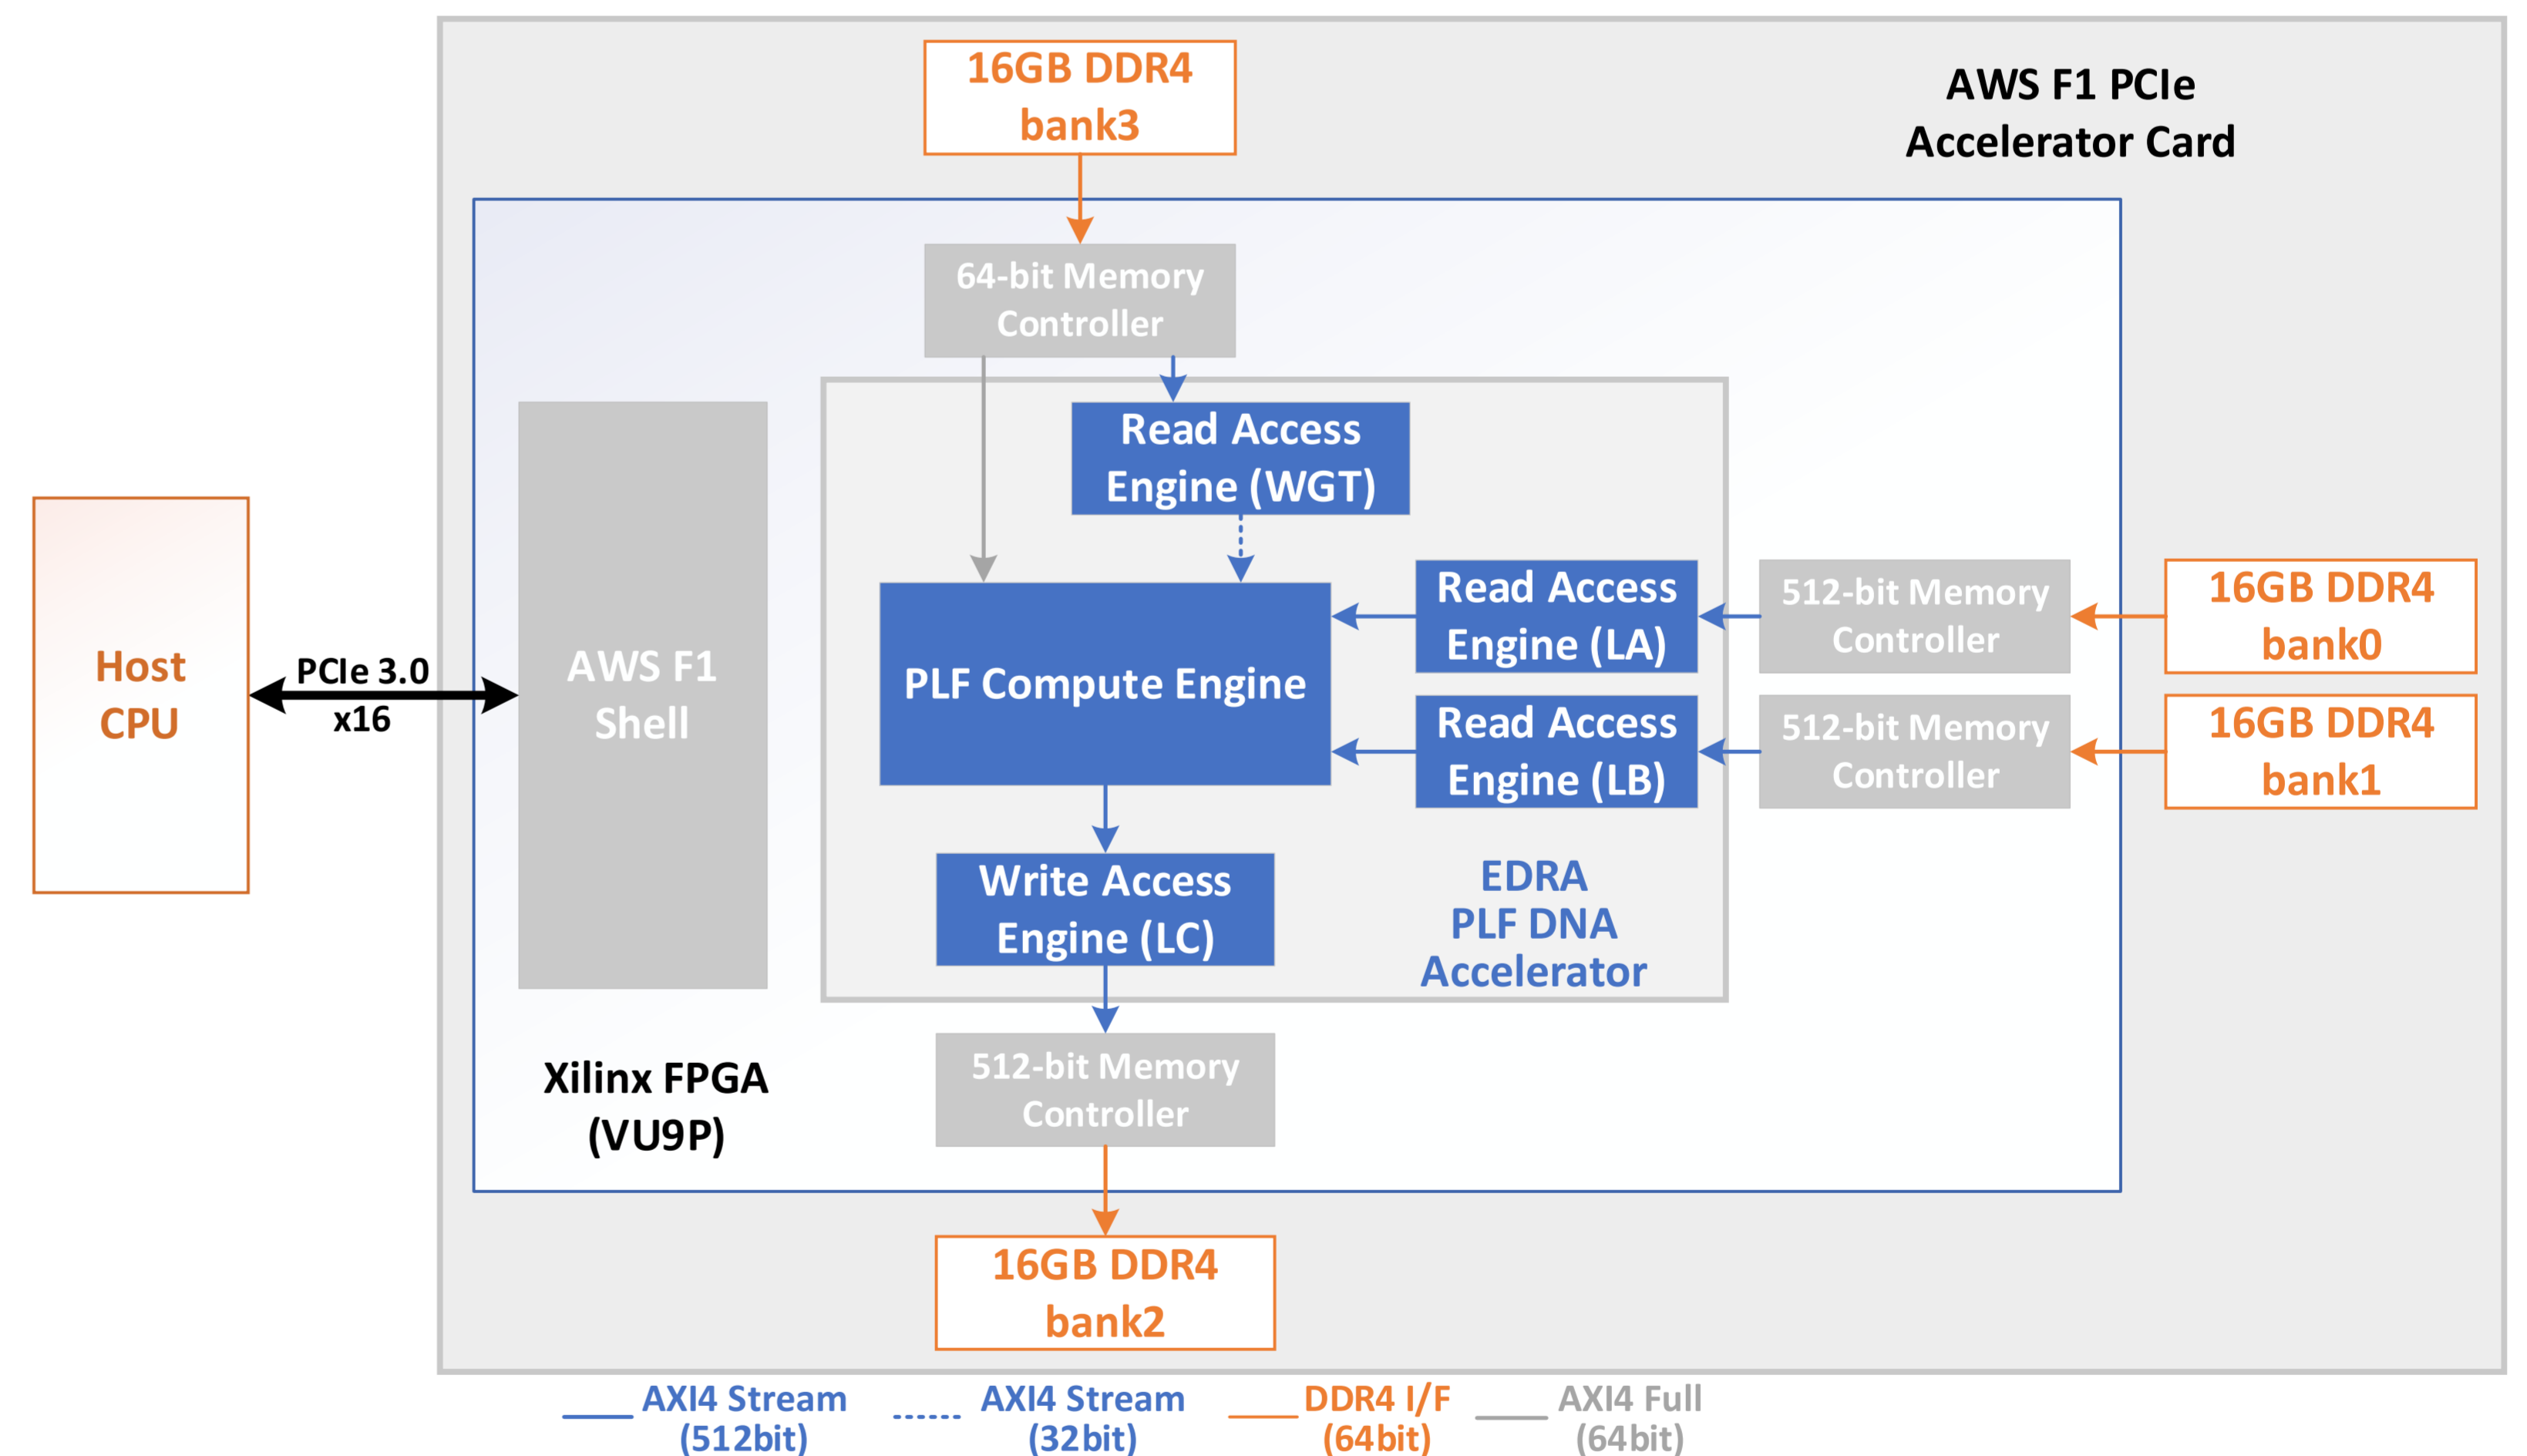 16GB DDR4
bank3
AWS F1 PCIe
Accelerator Card
64-bit Memory
Controller
Read Access
Engine (WGT)
Host
CPU
PCIe 3.0
x16
AWS F1
Shell
PLF Compute Engine
Read Access
Engine (LA)
512-bit Memory
Controller
16GB DDR4
bank0
Read Access
Engine (LB)
512-bit Memory
Controller
16GB DDR4
bank1
Write Access
Engine (LC)
EDRA
PLF DNA
Accelerator
Xilinx FPGA
(VU9P)
512-bit Memory
Controller
16GB DDR4
bank2
AXI4 Stream
(512bit)
AXI4 Stream
(32bit)
DDR4 I/F
(64bit)
AXI4 Full
(64bit)